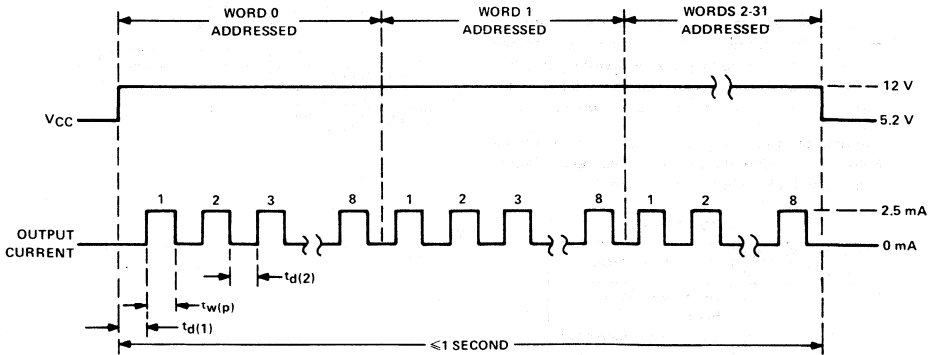 WORD 0
ADDRESSED
WORD 1
ADDRESSED
WORDS 2-31
ADDRESSED
12 V
VCC
5.2 V
1 2 3 8 1 2 3 8 1 2 8
2.5 mA
OUTPUT
CURRENT
0 mA
td(2)
tw(p)
td(1)
≤1 SECOND